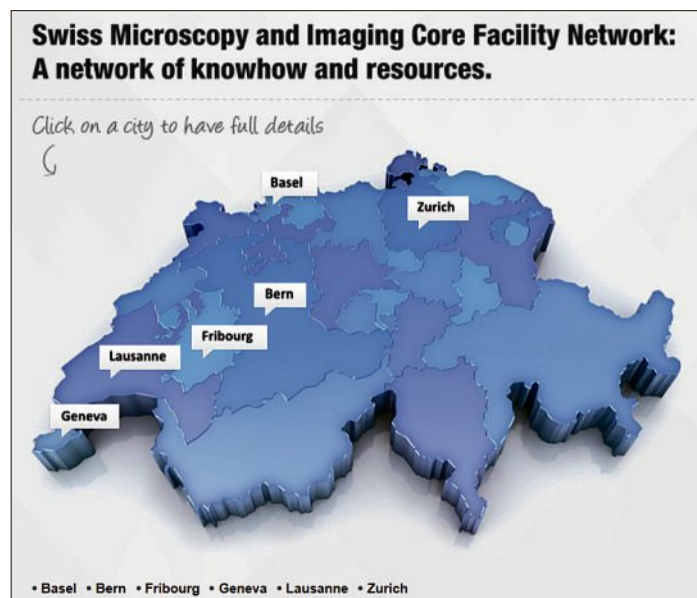 Swiss Microscopy and Imaging Core Facility Network:
A network of knowhow and resources.
Click on a city to have full details
Basel
Zurich
Bern
Fribourg
Lausanne
Geneva
• Basel • Bern • Fribourg • Geneva • Lausanne • Zurich